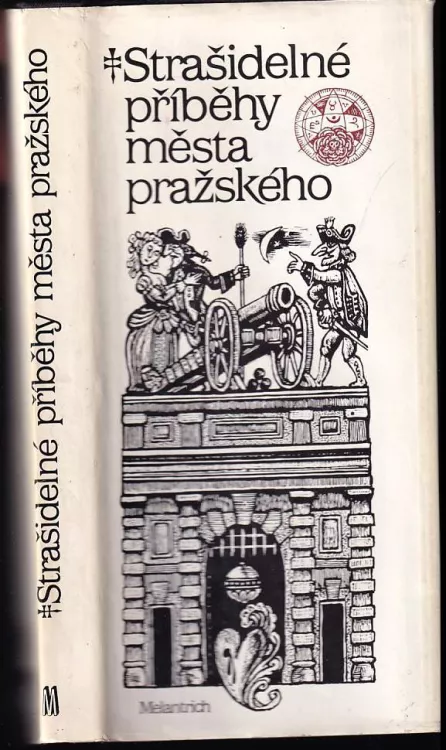 ‡Strašidelné
příběhy
města
pražského
Melantrich
‡Strašidelné příběhy města pražského
M